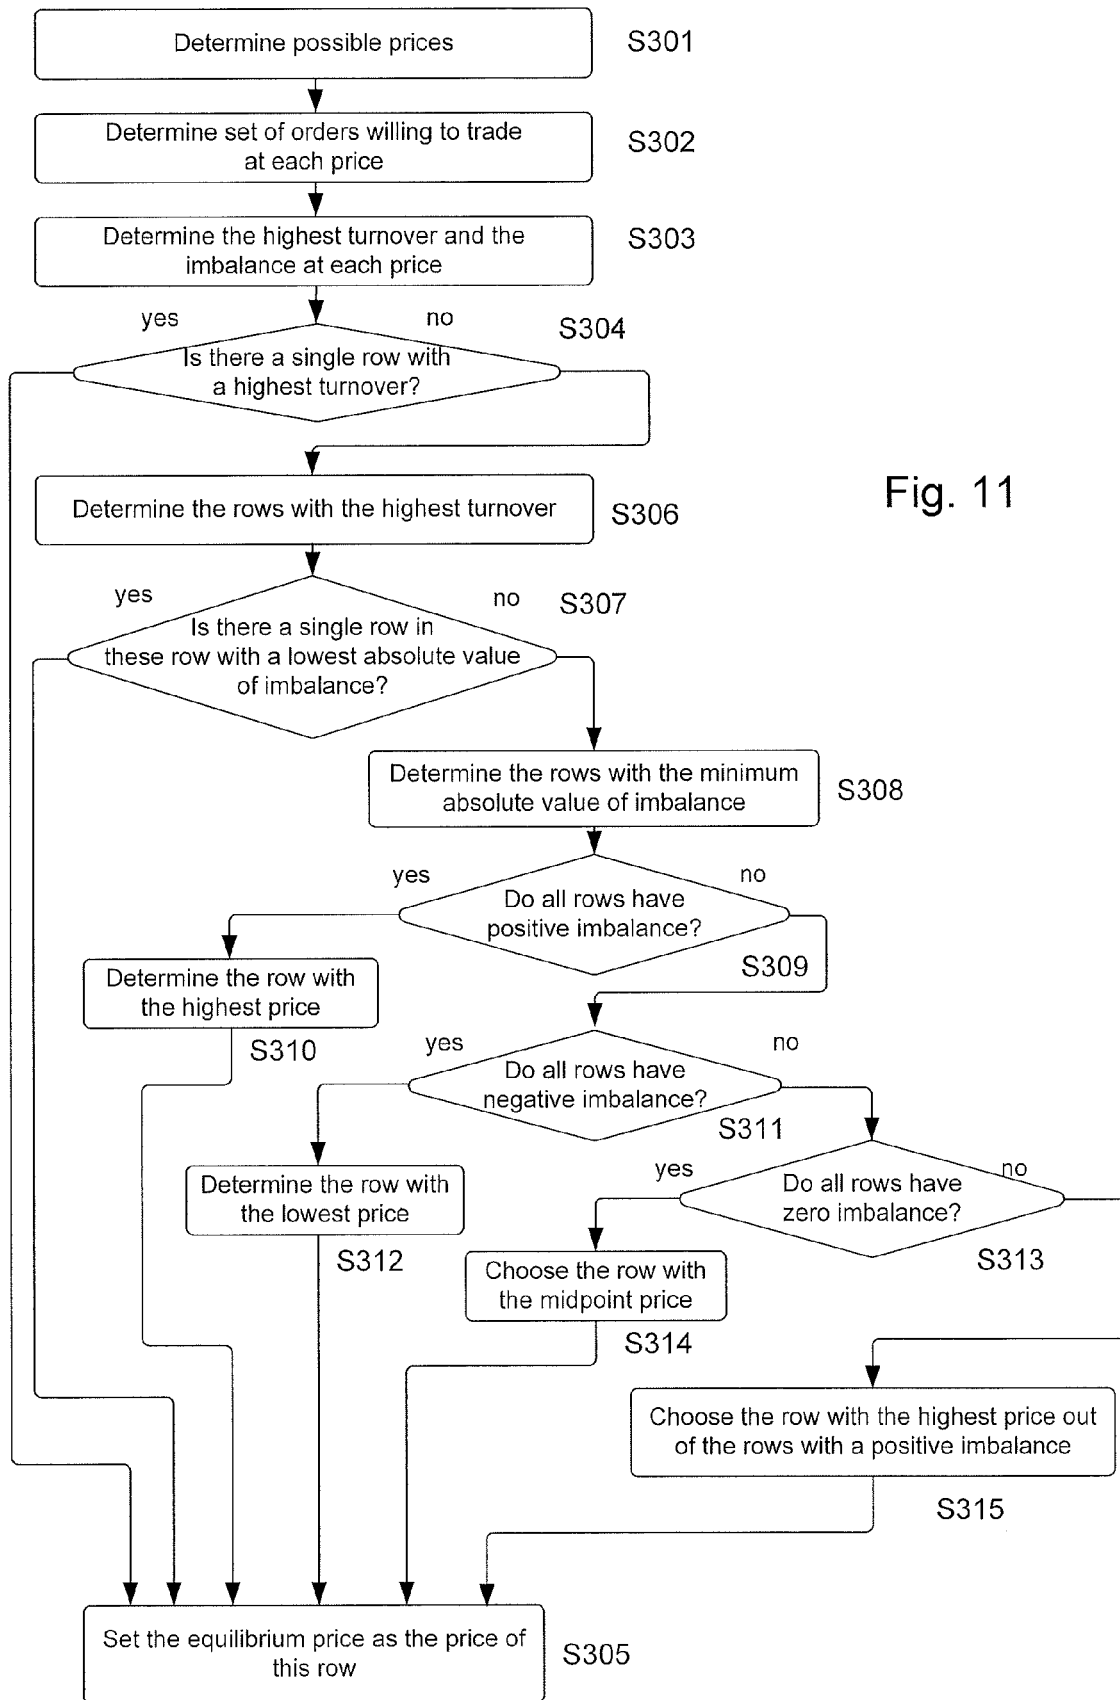 Determine possible prices
S301
Determine set of orders willing to trade
at each price
S302
Determine the highest turnover and the
imbalance at each price
S303
yes
no
S304
Is there a single row with
a highest turnover?
Fig. 11
Determine the rows with the highest turnover
S306
yes
no
S307
Is there a single row in
these row with a lowest absolute value
of imbalance?
Determine the rows with the minimum
absolute value of imbalance
S308
yes
no
Do all rows have
positive imbalance?
S309
Determine the row with
the highest price
S310
yes
no
Do all rows have
negative imbalance?
S311
Determine the row with
the lowest price
S312
yes
no
Do all rows have
zero imbalance?
S313
Choose the row with
the midpoint price
S314
Choose the row with the highest price out
of the rows with a positive imbalance
S315
Set the equilibrium price as the price of
this row
S305